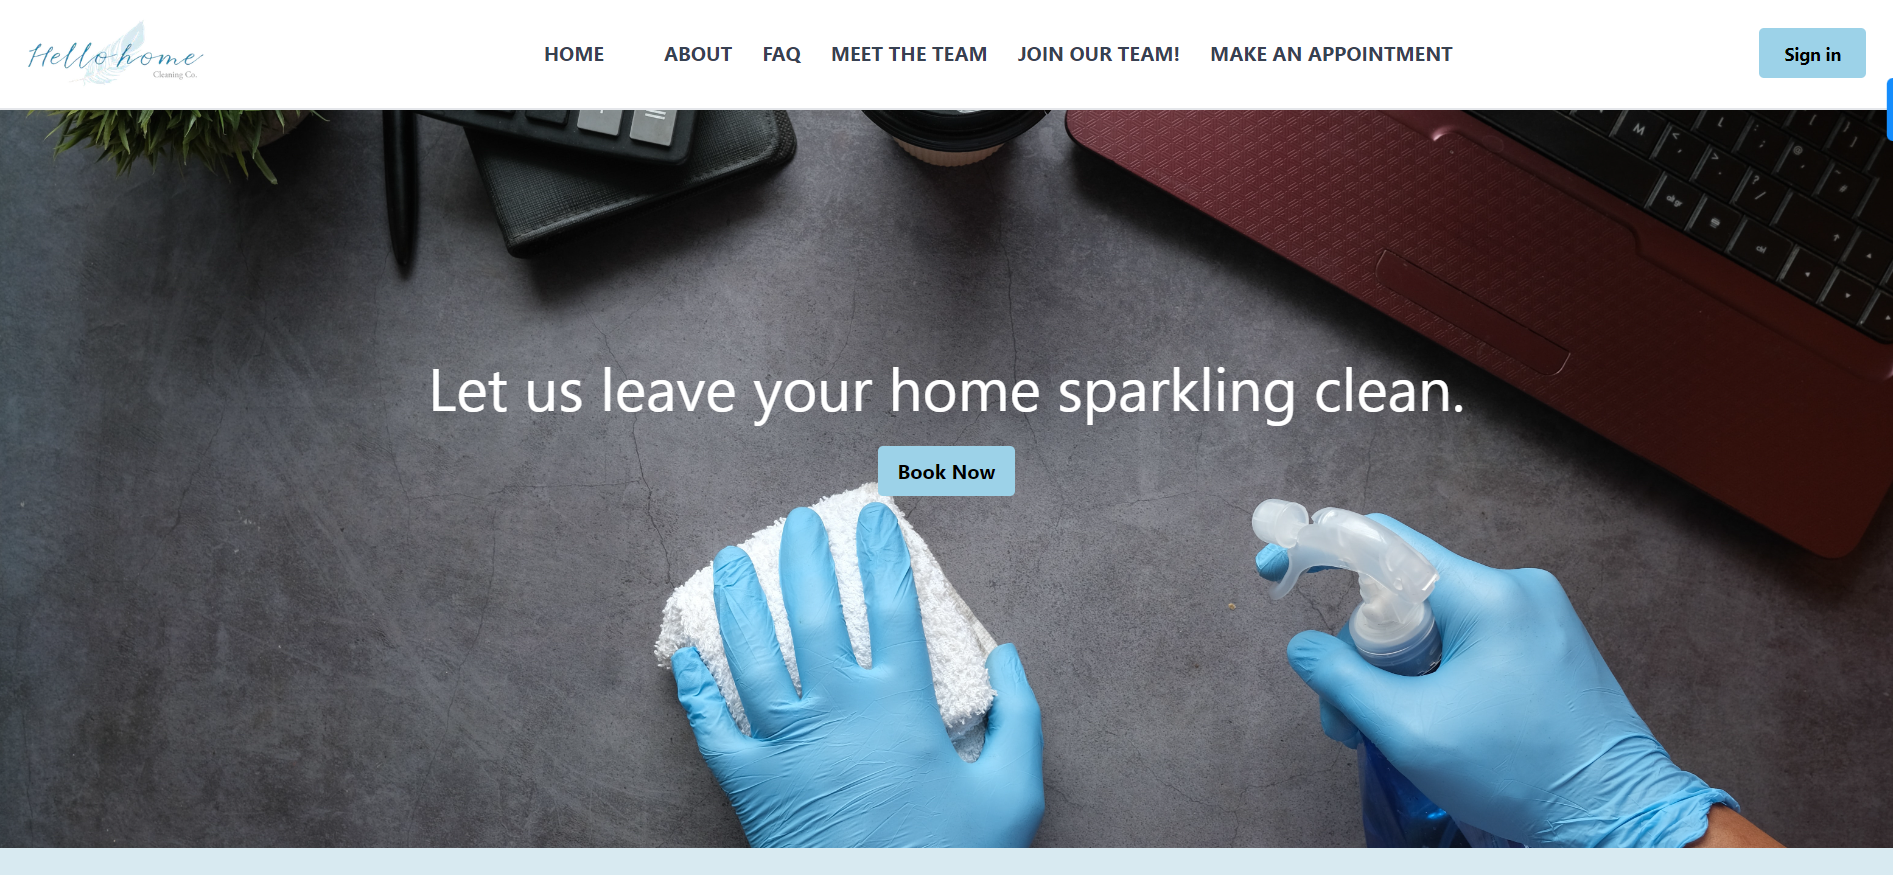 Hello home
Cleaning Co.
HOME ABOUT FAQ MEET THE TEAM JOIN OUR TEAM! MAKE AN APPOINTMENT
Sign in
Let us leave your home sparkling clean.
Book Now